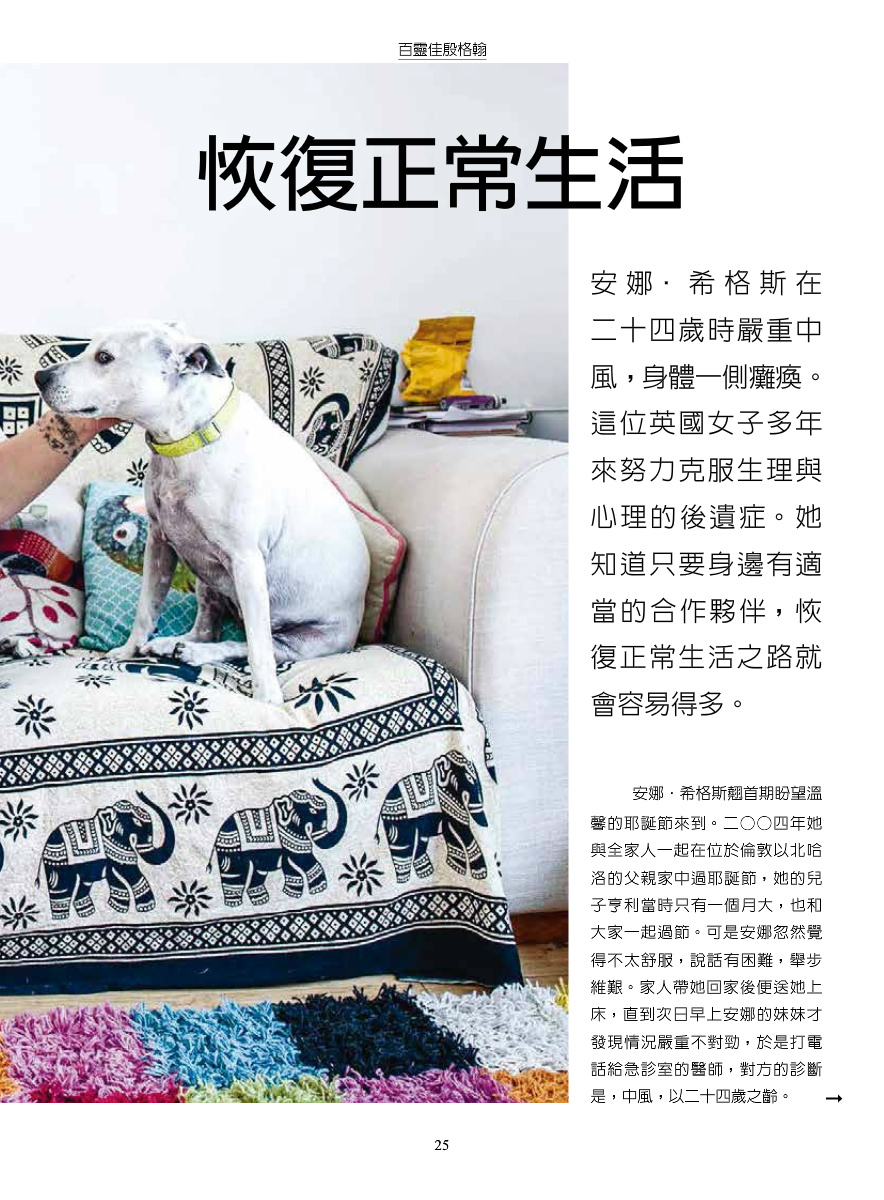 百靈佳殷格翰
恢復正常生活
安娜·希格斯在
二十四歲時嚴重中
風，身體一側癱瘓。
這位英國女子多年
來努力克服生理與
心理的後遺症。她
知道只要身邊有適
當的合作夥伴，恢
復正常生活之路就
會容易得多。
安娜·希格斯翹首期盼望溫
馨的耶誕節來到。二〇〇四年她
與全家人一起在位於倫敦以北哈
洛的父親家中過耶誕節，她的兒
子亨利當時只有一個月大，也和
大家一起過節。可是安娜忽然覺
得不太舒服，說話有困難，舉步
維艱。家人帶她回家後便送她上
床，直到次日早上安娜的妹妹才
發現情況嚴重不對勁，於是打電
話給急診室的醫師，對方的診斷
是，中風，以二十四歲之齡。 →
25